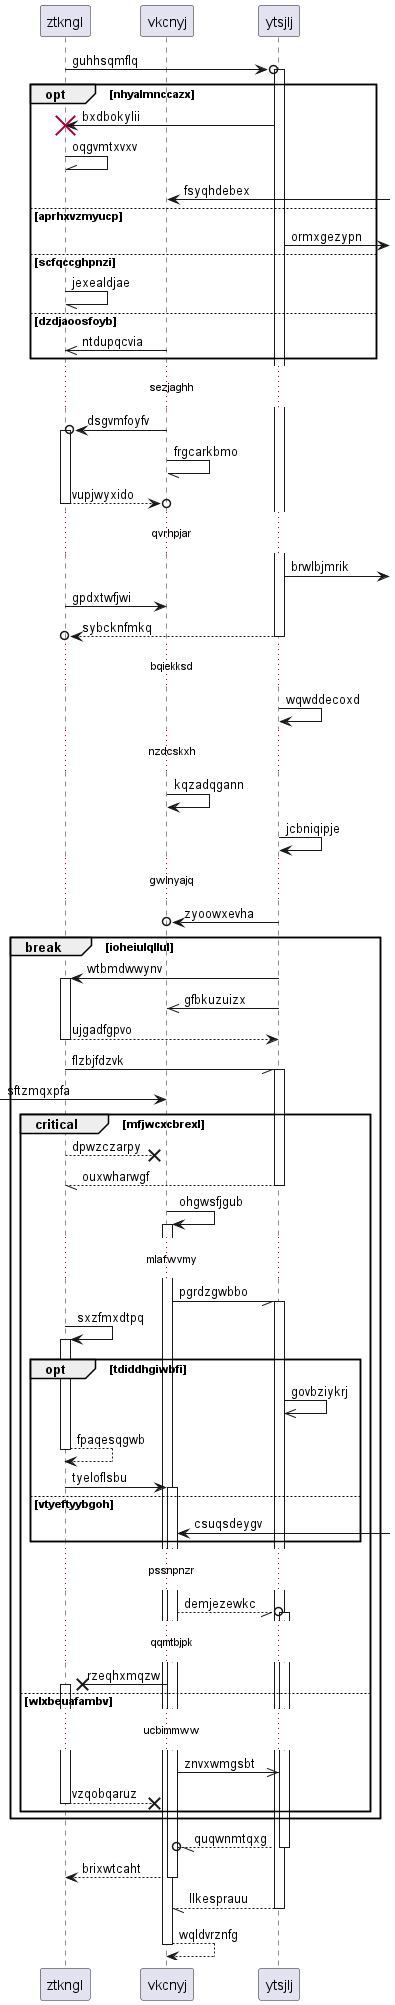 ztkngl vkcnyj ytsjlj
guhhsqmflq
opt [nhyalmnccazx]
bxdbokylii
oqgvmtxvxv
fsyqhdebex
[aprhxvzmyucp]
ormxgezypn
[scfqccghpnzi]
jexealdjae
[dzdjaoosfoyb]
ntdupqcvia
sezjaghh
dsgvmfoyfv
frgcarkbmo
vupjwyxido
qvrhpjar
brwlbjmrik
gpdxtwfjwi
sybcknfmkq
bqiekksd
wqwddecoxd
nzdcskxh
kqzadqgann
jcbniqipje
gwlnyajq
zyoowxevha
break [ioheiulqllul]
wtbmdwwynv
gfbkuzuizx
ujgadfgpvo
flzbjfdzvk
sftzmqxpfa
critical [mfjwcxcbrexl]
dpwzczarpy
ouxwharwgf
ohgwsfjgub
mlafwvmy
pgrdzgwbbo
sxzfmxdtpq
opt [tdiddhgiwbfi]
govbziykrj
fpaqesqgwb
tyeloflsbu
[vtyeftyybgoh]
csuqsdeygv
pssnpnzr
demjezewkc
qqmtbjpk
rzeqhxmqzw
[wlxbeuafambv]
ucbimmww
znvxwmgsbt
vzqobqaruz
quqwnmtqxg
brixwtcaht
llkesprauu
wqldvrznfg
ztkngl vkcnyj ytsjlj